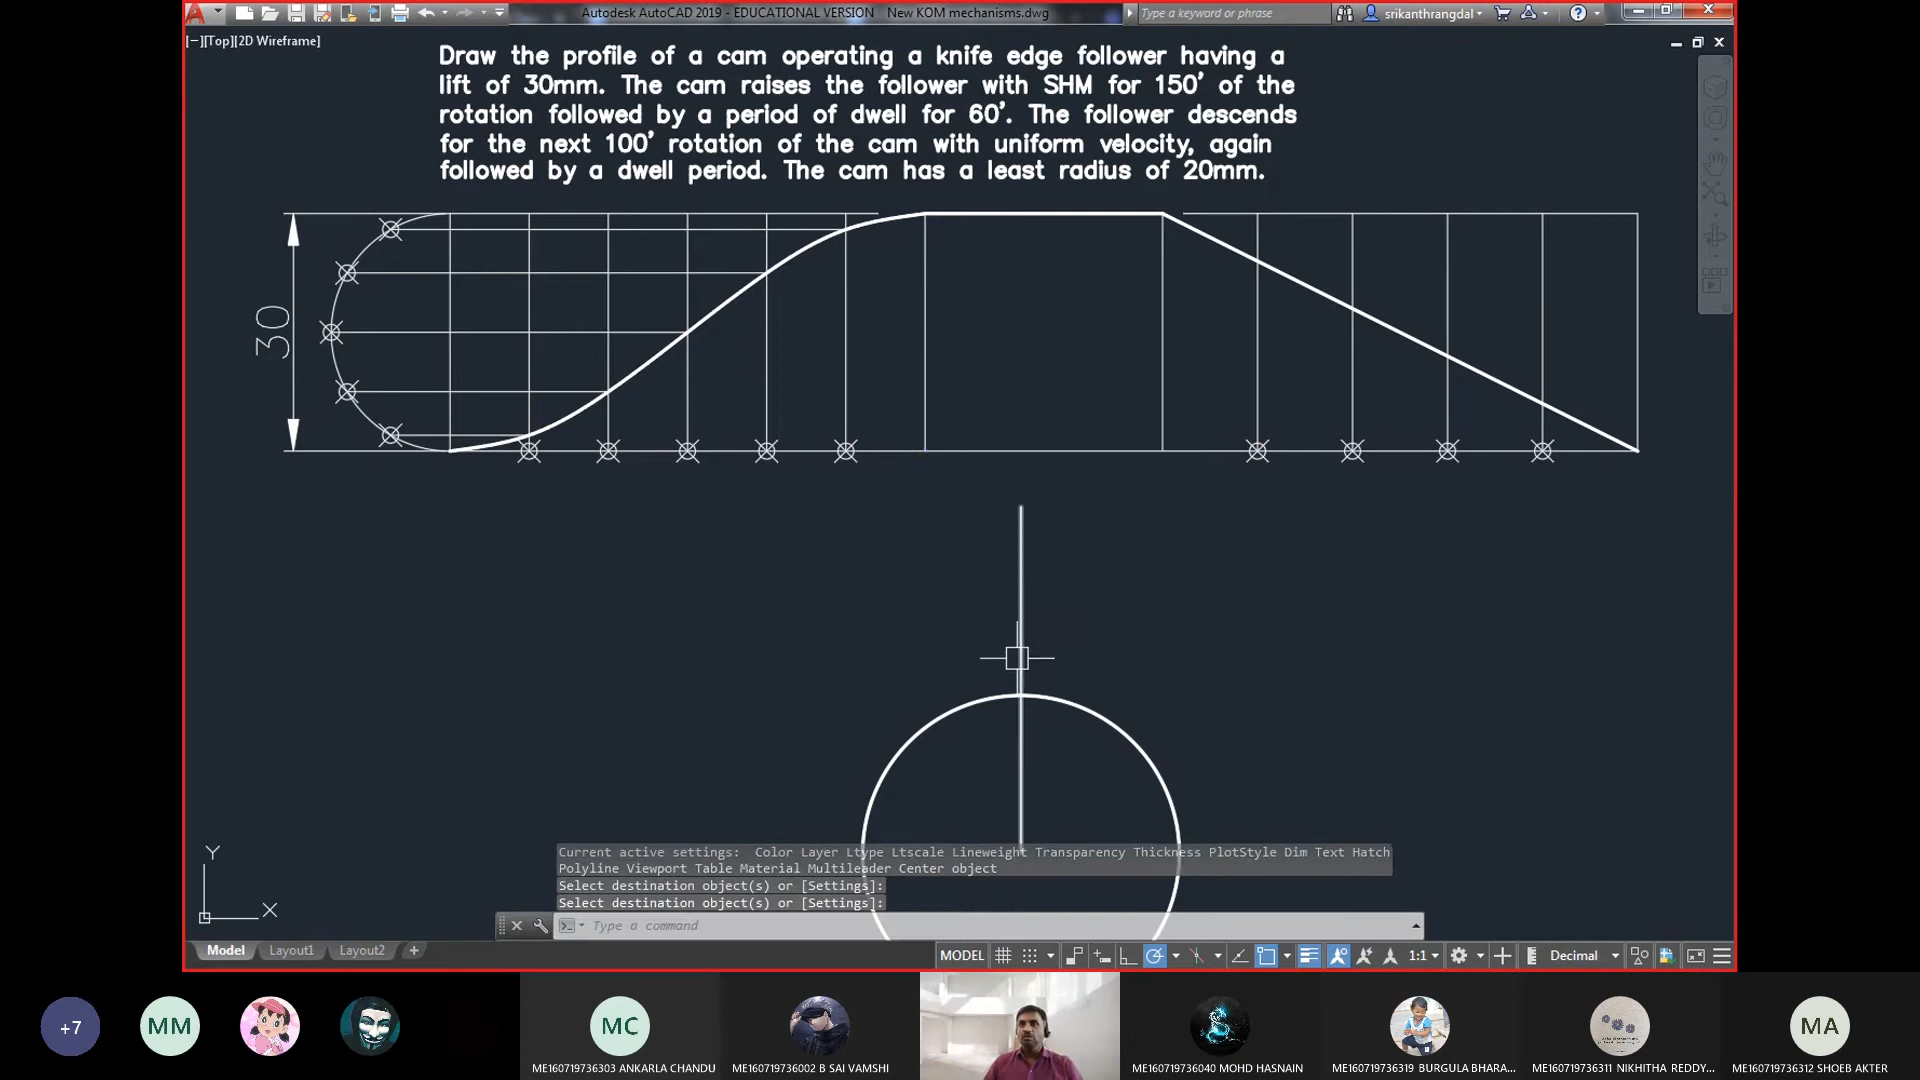 Autodesk AutoCAD 2019 - EDUCATIONAL VERSION New KOM mechanisms.dwg
Type a keyword or phrase
srikanthrangdal
[−][Top][2D Wireframe]
Draw the profile of a cam operating a knife edge follower having a
lift of 30mm. The cam raises the follower with SHM for 150' of the
rotation followed by a period of dwell for 60'. The follower descends
for the next 100' rotation of the cam with uniform velocity, again
followed by a dwell period. The cam has a least radius of 20mm.
30
Y
X
Current active settings: Color Layer Ltype Ltscale Lineweight Transparency Thickness PlotStyle Dim Text Hatch
Polyline Viewport Table Material Multileader Center object
Select destination object(s) or [Settings]:
Select destination object(s) or [Settings]:
Type a command
Model Layout1 Layout2 +
MODEL
1:1
Decimal
+7
MM
MC
MA
ME160719736303 ANKARLA CHANDU
ME160719736002 B SAI VAMSHI
ME160719736040 MOHD HASNAIN
ME160719736319 BURGULA BHARA...
ME160719736311 NIKHITHA REDDY...
ME160719736312 SHOEB AKTER